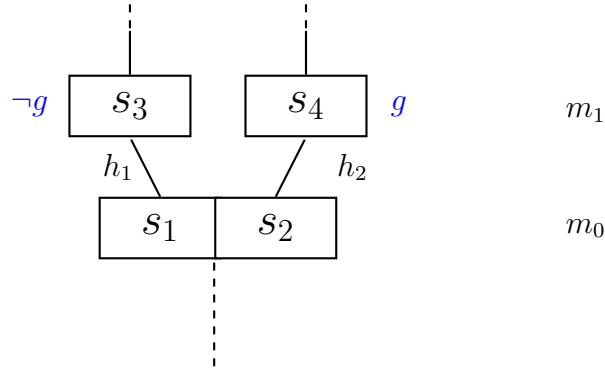 ¬g s₃ s₄ g m₁
h₁ h₂
s₁ s₂ m₀